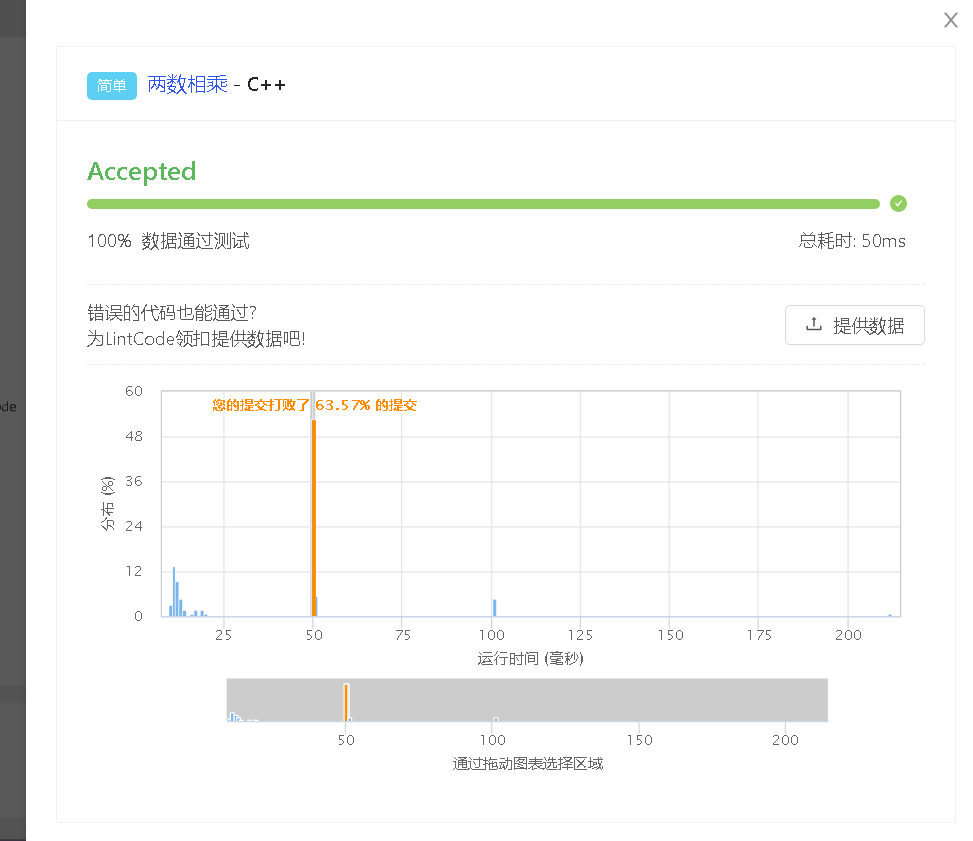 简单 两数相乘 - C++
Accepted
100% 数据通过测试
总耗时: 50ms
错误的代码也能通过?
为LintCode领扣提供数据吧!
提供数据
ode
您的提交打败了 63.57% 的提交
60
48
36
24
12
0
分布 (%)
25 50 75 100 125 150 175 200
运行时间 (毫秒)
50 100 150 200
通过拖动图表选择区域